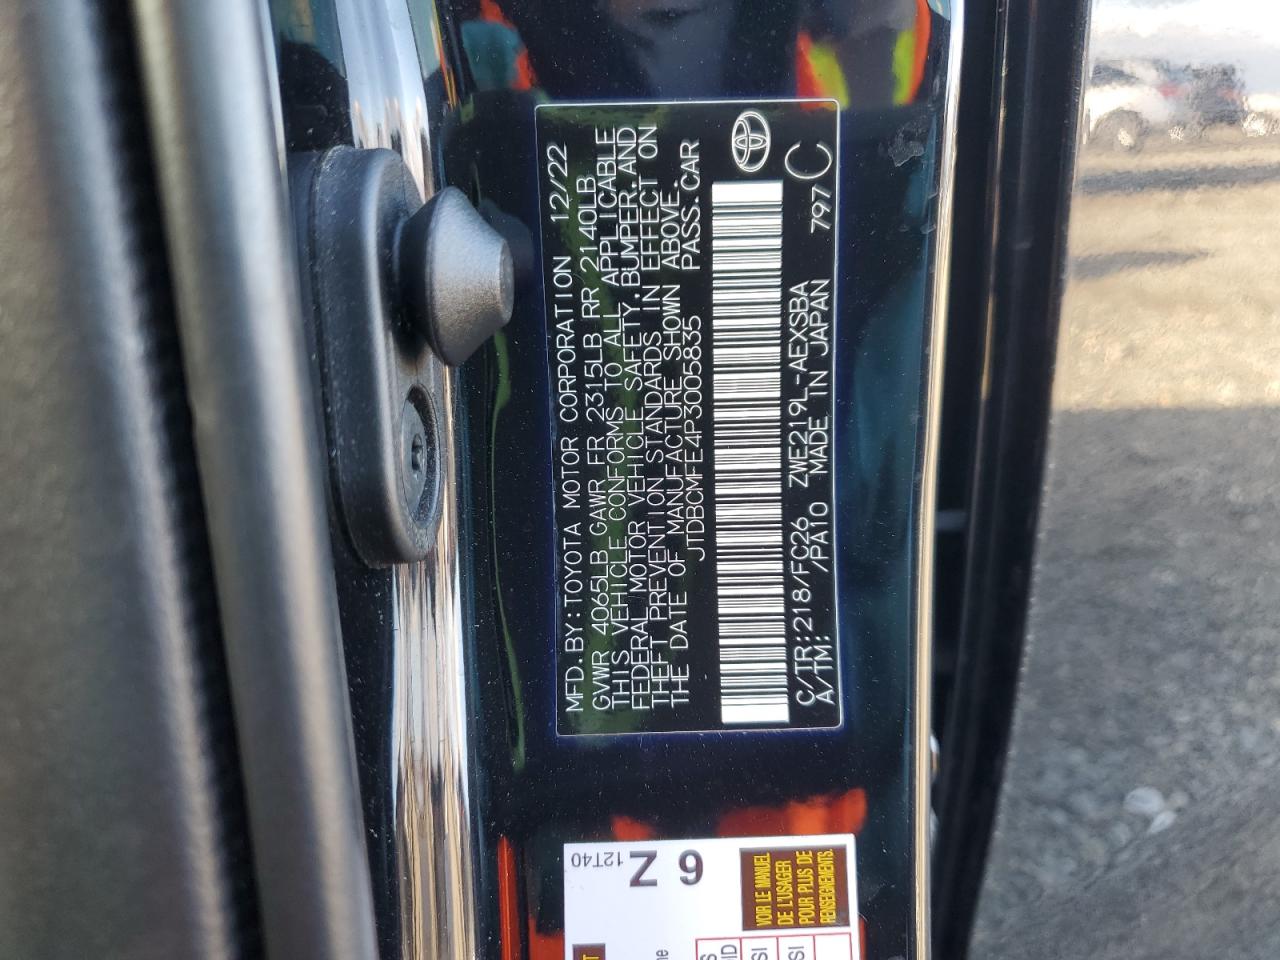 MFD.BY:TOYOTA MOTOR CORPORATION 12/22
GVWR 4065LB GAWR FR 2315LB RR 2140LB
THIS VEHICLE CONFORMS TO ALL APPLICABLE
FEDERAL MOTOR VEHICLE SAFETY,BUMPER,AND
THEFT PREVENTION STANDARDS IN EFFECT ON
THE DATE OF MANUFACTURE SHOWN ABOVE.
JTDBCMFE4P3005835 PASS.CAR
C/TR:218/FC26 ZWE219L-AEXSBA 797 C
A/TM: /PA10 MADE IN JAPAN
12T40
Z 6
VOIR LE MANUEL
DE L'USAGER
POUR PLUS DE
RENSEIGNEMENTS.